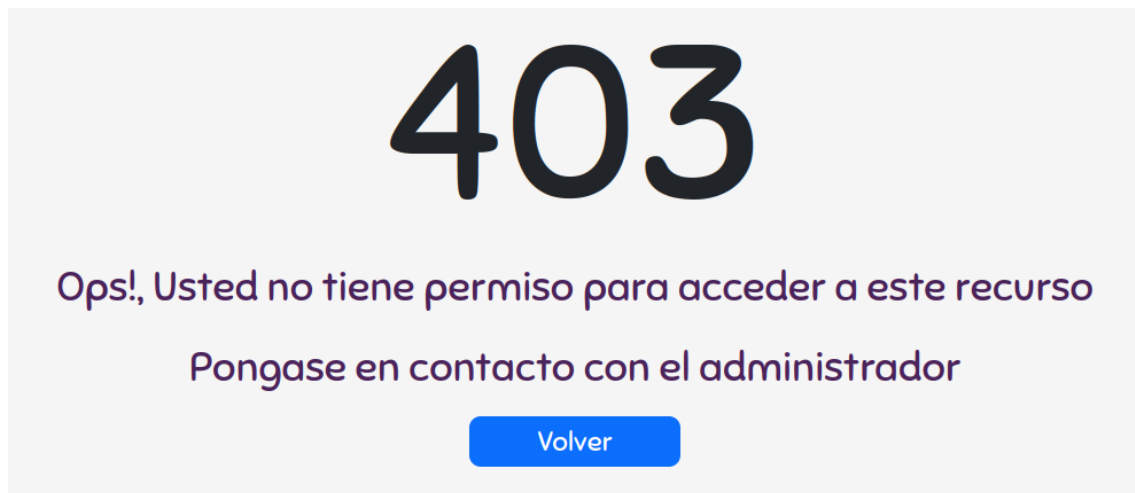 403
Ops!, Usted no tiene permiso para acceder a este recurso
Pongase en contacto con el administrador
Volver